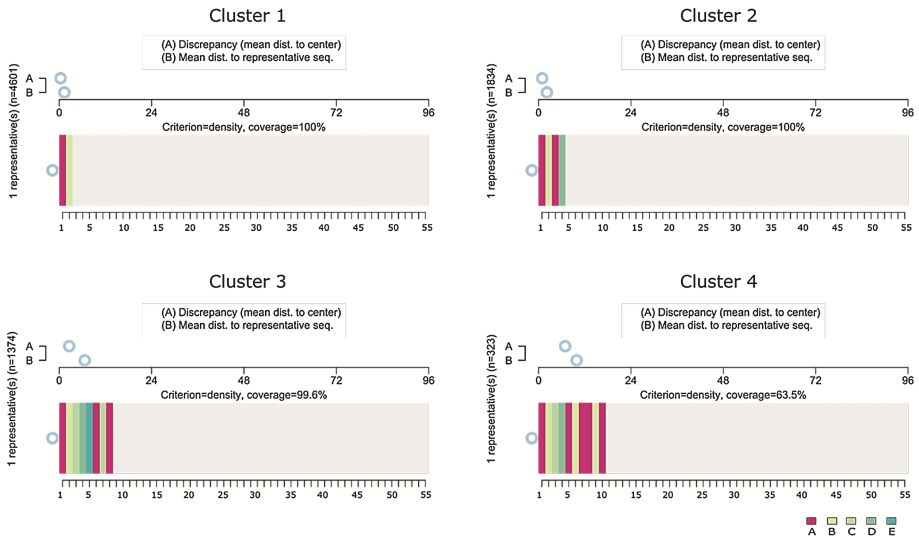 Cluster 1
(A) Discrepancy (mean dist. to center)
(B) Mean dist. to representative seq.
1 representative(s) (n=4601)
A
B
0 24 48 72 96
Criterion=density, coverage=100%
1 5 10 15 20 25 30 35 40 45 50 55
Cluster 2
(A) Discrepancy (mean dist. to center)
(B) Mean dist. to representative seq.
1 representative(s) (n=1834)
A
B
0 24 48 72 96
Criterion=density, coverage=100%
1 5 10 15 20 25 30 35 40 45 50 55
Cluster 3
(A) Discrepancy (mean dist. to center)
(B) Mean dist. to representative seq.
1 representative(s) (n=1374)
A
B
0 24 48 72 96
Criterion=density, coverage=99.6%
1 5 10 15 20 25 30 35 40 45 50 55
Cluster 4
(A) Discrepancy (mean dist. to center)
(B) Mean dist. to representative seq.
1 representative(s) (n=323)
A
B
0 24 48 72 96
Criterion=density, coverage=63.5%
1 5 10 15 20 25 30 35 40 45 50 55
A B C D E